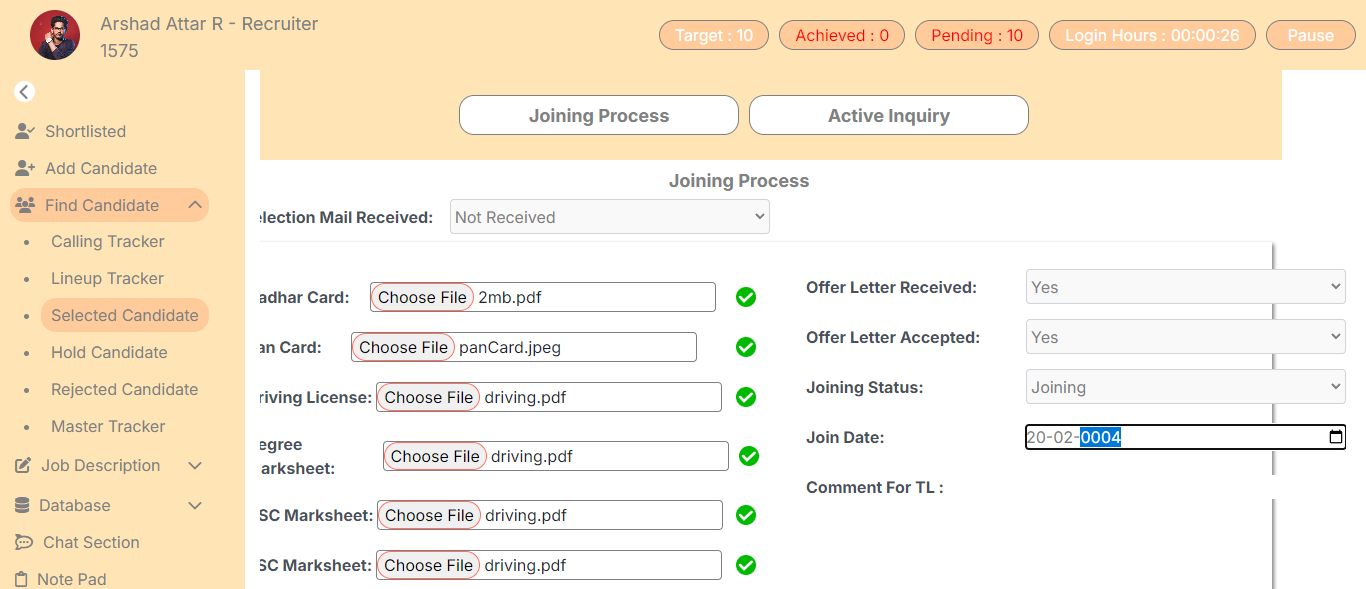 Arshad Attar R - Recruiter
1575
Target : 10
Achieved : 0
Pending : 10
Login Hours : 00:00:26
Pause
Shortlisted
Add Candidate
Find Candidate
Calling Tracker
Lineup Tracker
Selected Candidate
Hold Candidate
Rejected Candidate
Master Tracker
Job Description
Database
Chat Section
Note Pad
Joining Process
Active Inquiry
Joining Process
election Mail Received: Not Received
adhar Card: Choose File 2mb.pdf
an Card: Choose File panCard.jpeg
riving License: Choose File driving.pdf
egree
arksheet: Choose File driving.pdf
SC Marksheet: Choose File driving.pdf
SC Marksheet: Choose File driving.pdf
Offer Letter Received: Yes
Offer Letter Accepted: Yes
Joining Status: Joining
Join Date: 20-02-0004
Comment For TL :